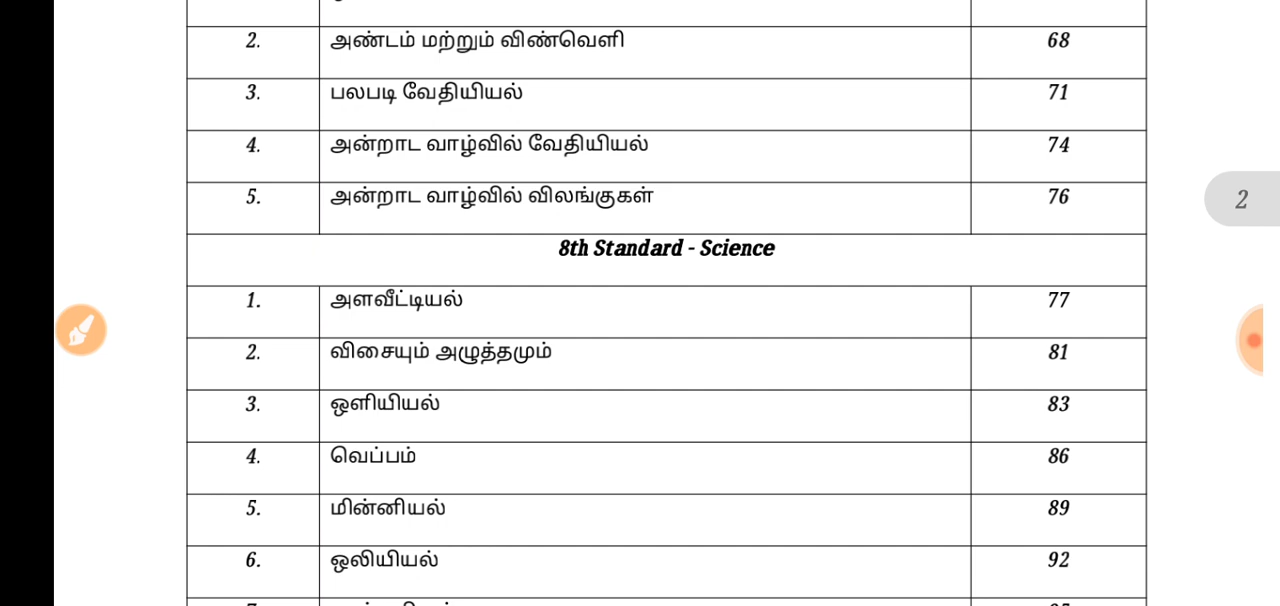 2. அண்டம் மற்றும் விண்வெளி 68
3. பலபடி வேதியியல் 71
4. அன்றாட வாழ்வில் வேதியியல் 74
5. அன்றாட வாழ்வில் விலங்குகள் 76
2
8th Standard - Science
1. அளவீட்டியல் 77
2. விசையும் அழுத்தமும் 81
3. ஒளியியல் 83
4. வெப்பம் 86
5. மின்னியல் 89
6. ஒலியியல் 92